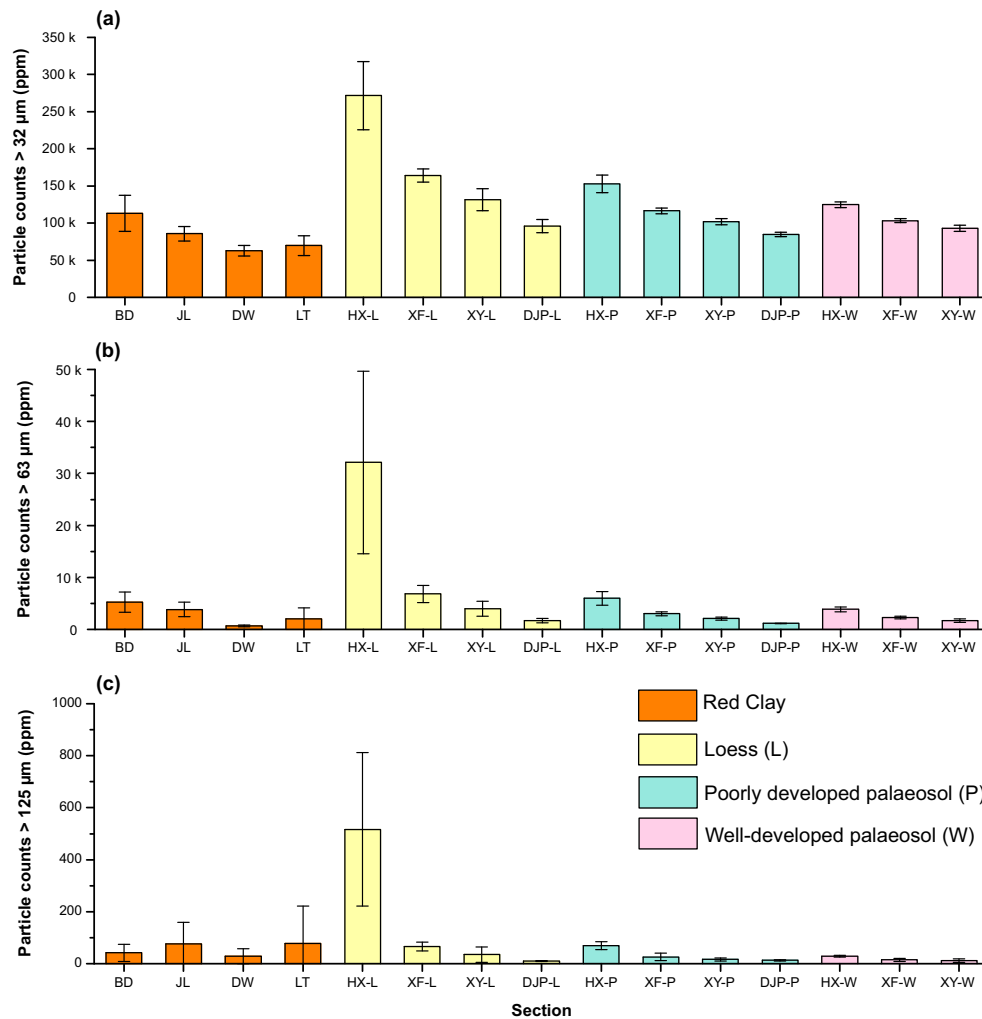 (a)
Particle counts > 32 µm (ppm)
350 k
300 k
250 k
200 k
150 k
100 k
50 k
0
BD JL DW LT HX-L XF-L XY-L DJP-L HX-P XF-P XY-P DJP-P HX-W XF-W XY-W
(b)
Particle counts > 63 µm (ppm)
50 k
40 k
30 k
20 k
10 k
0
BD JL DW LT HX-L XF-L XY-L DJP-L HX-P XF-P XY-P DJP-P HX-W XF-W XY-W
(c)
Particle counts > 125 µm (ppm)
1000
800
600
400
200
0
Red Clay
Loess (L)
Poorly developed palaeosol (P)
Well-developed palaeosol (W)
BD JL DW LT HX-L XF-L XY-L DJP-L HX-P XF-P XY-P DJP-P HX-W XF-W XY-W
Section